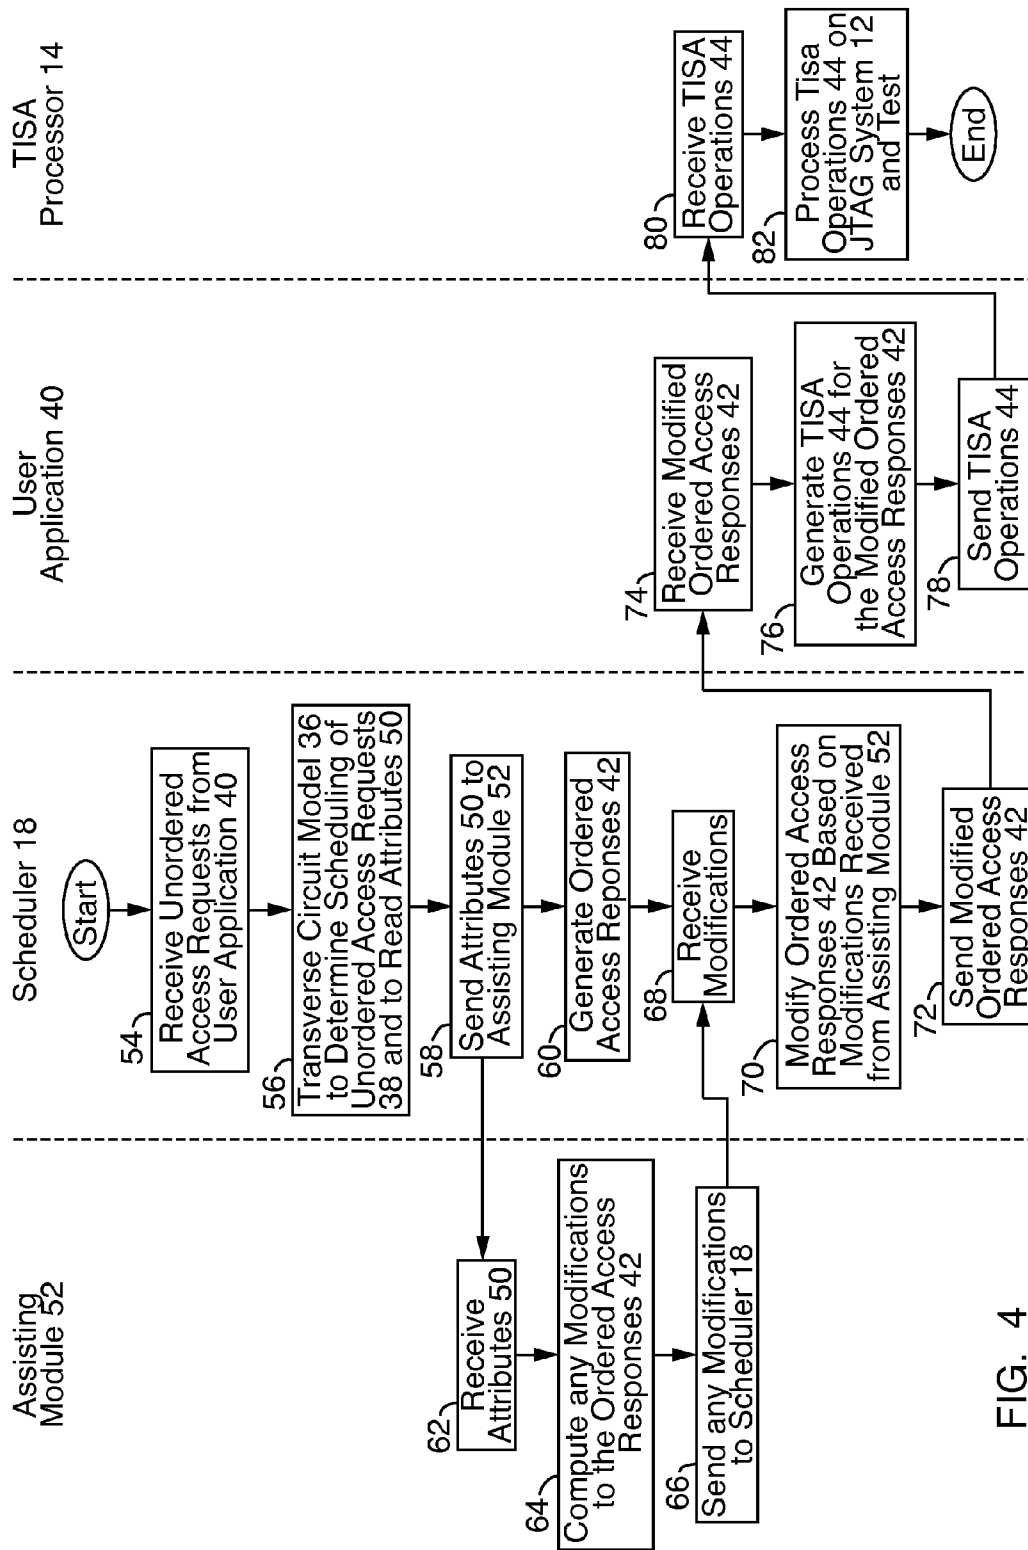 Assisting
Module 52
62
Receive
Attributes 50
64
Compute any Modifications
to the Ordered Access
Responses 42
66
Send any Modifications
to Scheduler 18
Scheduler 18
Start
54
Receive Unordered
Access Requests from
User Application 40
56
Transverse Circuit Model 36
to Determine Scheduling of
Unordered Access Requests
38 and to Read Attributes 50
58
Send Attributes 50 to
Assisting Module 52
60
Generate Ordered
Access Reponses 42
68
Receive
Modifications
70
Modify Ordered Access
Responses 42 Based on
Modifications Received
from Assisting Module 52
72
Send Modified
Ordered Access
Responses 42
User
Application 40
74
Receive Modified
Ordered Access
Responses 42
76
Generate TISA
Operations 44 for
the Modified Ordered
Access Responses 42
78
Send TISA
Operations 44
TISA
Processor 14
80
Receive TISA
Operations 44
82
Process Tisa
Operations 44 on
JTAG System 12
and Test
End
FIG. 4